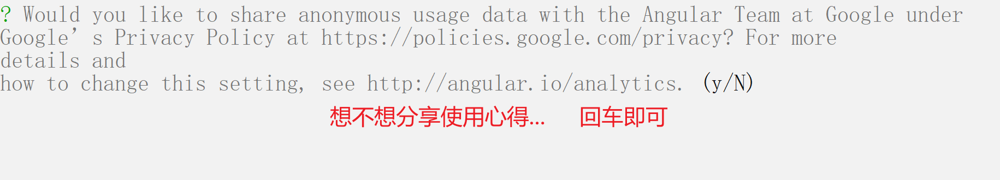 ? Would you like to share anonymous usage data with the Angular Team at Google under
Google’s Privacy Policy at https://policies.google.com/privacy? For more
details and
how to change this setting, see http://angular.io/analytics. (y/N)
想不想分享使用心得... 回车即可